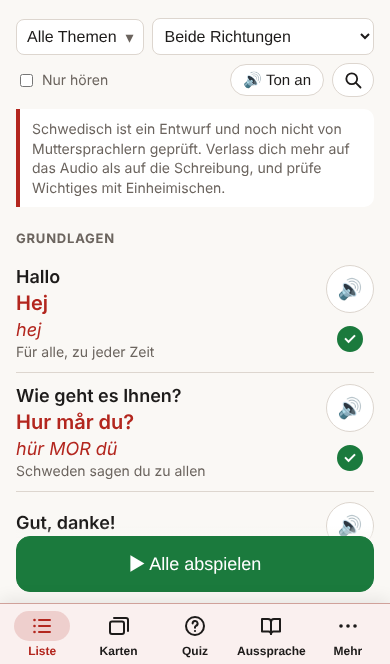 Alle Themen ▾
Beide Richtungen
Nur hören
🔊 Ton an
Schwedisch ist ein Entwurf und noch nicht von
Muttersprachlern geprüft. Verlass dich mehr auf
das Audio als auf die Schreibung, und prüfe
Wichtiges mit Einheimischen.
GRUNDLAGEN
Hallo
Hej
hej
Für alle, zu jeder Zeit
Wie geht es Ihnen?
Hur mår du?
hür MOR dü
Schweden sagen du zu allen
Gut, danke!
▶ Alle abspielen
Liste
Karten
Quiz
Aussprache
Mehr